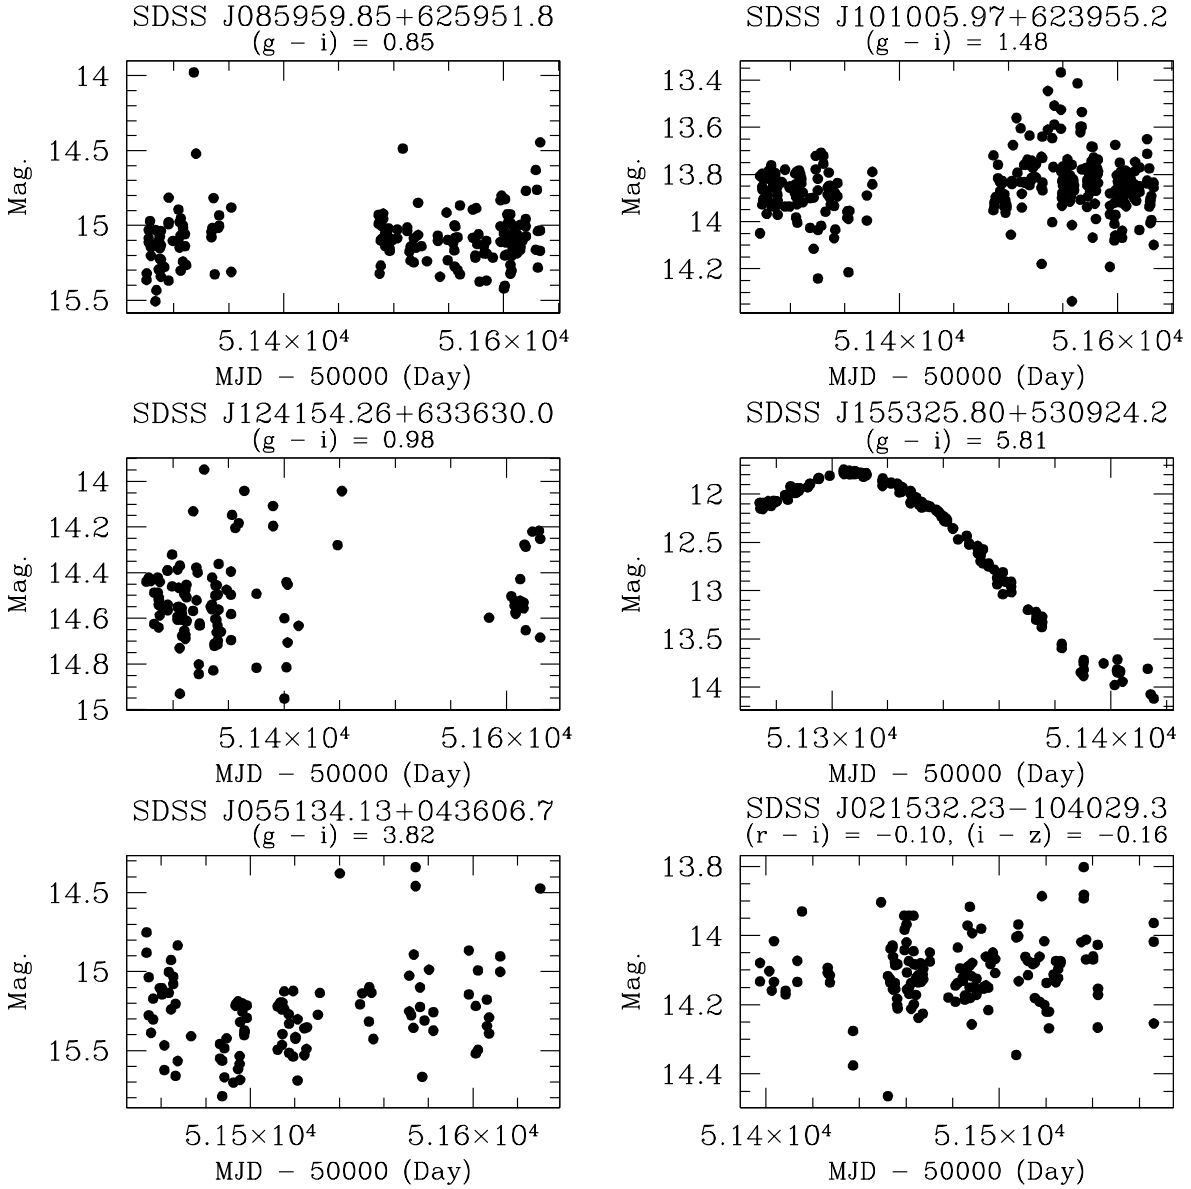 SDSS J085959.85+625951.8
(g − i) = 0.85
14
14.5
15
15.5
Mag.
5.14×10⁴
5.16×10⁴
MJD − 50000 (Day)
SDSS J101005.97+623955.2
(g − i) = 1.48
13.4
13.6
13.8
14
14.2
Mag.
5.14×10⁴
5.16×10⁴
MJD − 50000 (Day)
SDSS J124154.26+633630.0
(g − i) = 0.98
14
14.2
14.4
14.6
14.8
15
Mag.
5.14×10⁴
5.16×10⁴
MJD − 50000 (Day)
SDSS J155325.80+530924.2
(g − i) = 5.81
12
12.5
13
13.5
14
Mag.
5.13×10⁴
5.14×10⁴
MJD − 50000 (Day)
SDSS J055134.13+043606.7
(g − i) = 3.82
14.5
15
15.5
Mag.
5.15×10⁴
5.16×10⁴
MJD − 50000 (Day)
SDSS J021532.23−104029.3
(r − i) = −0.10, (i − z) = −0.16
13.8
14
14.2
14.4
Mag.
5.14×10⁴
5.15×10⁴
MJD − 50000 (Day)